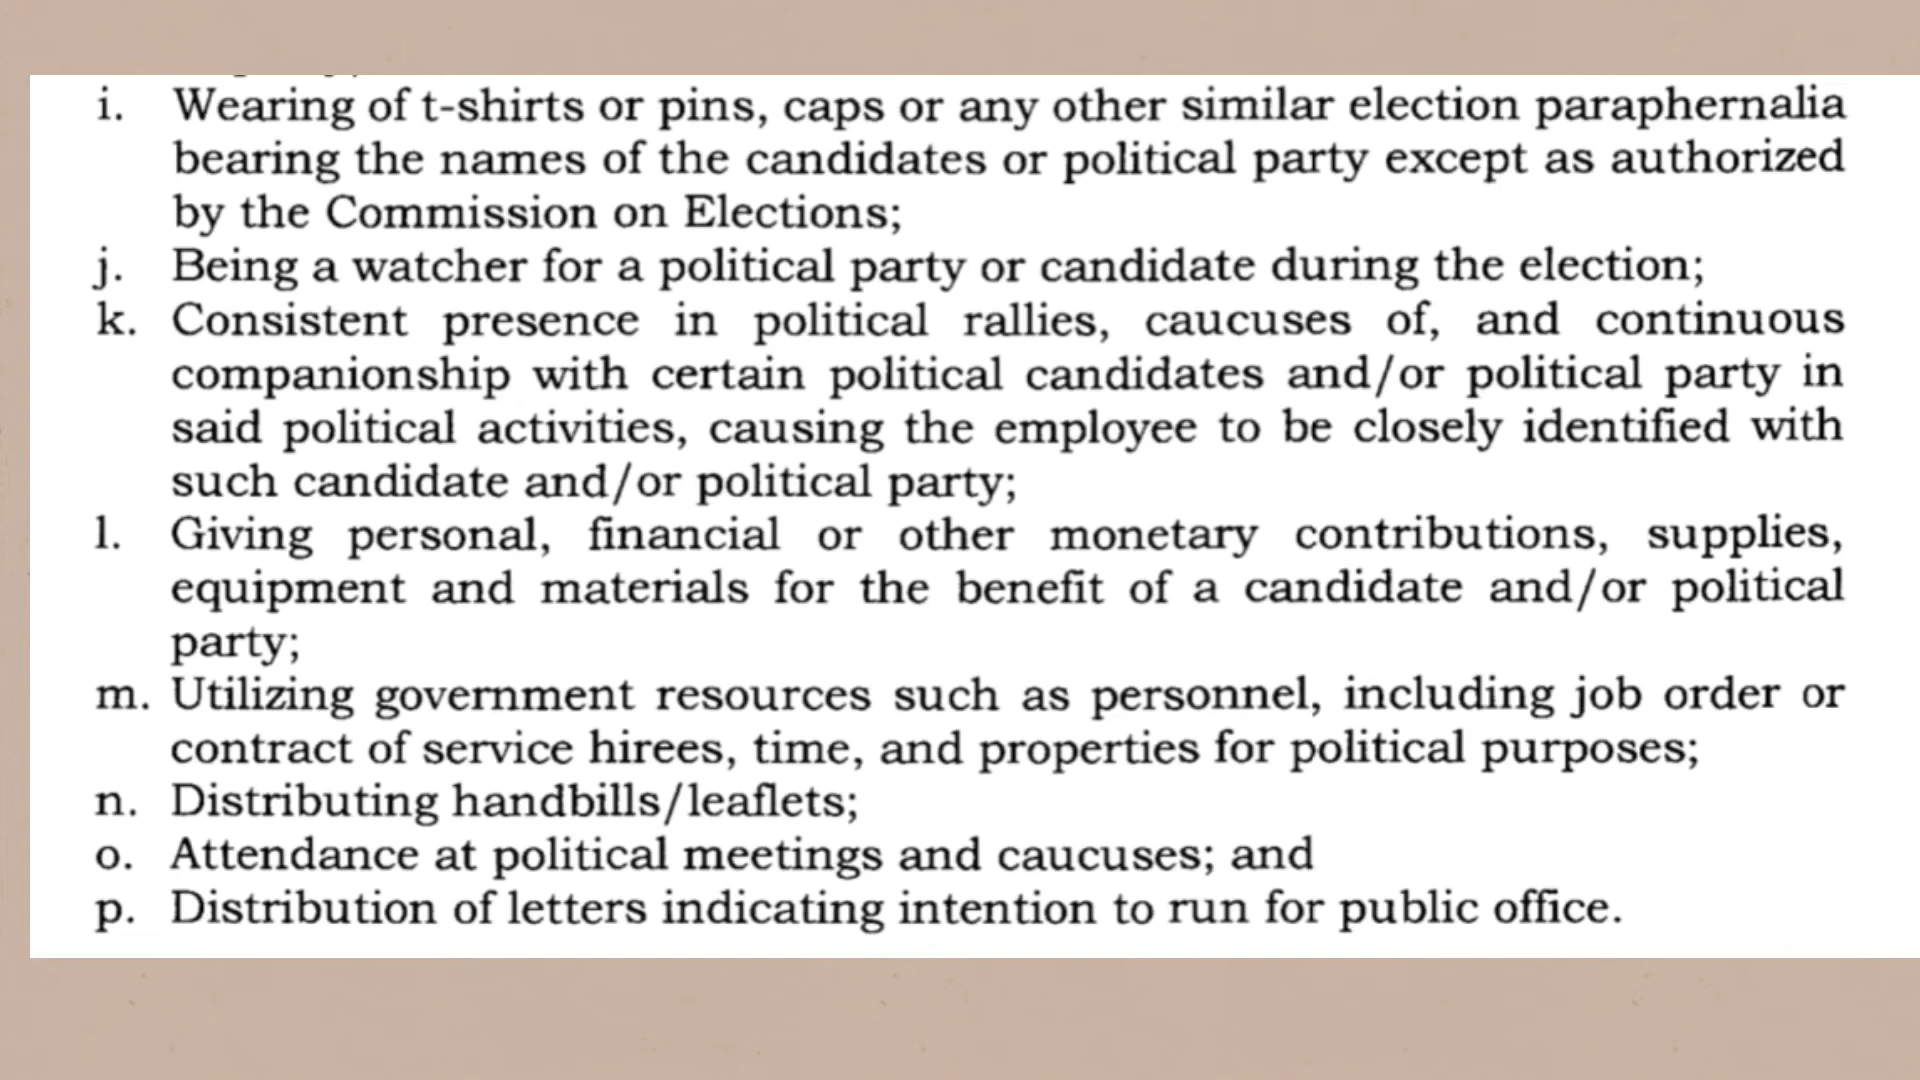 i. Wearing of t-shirts or pins, caps or any other similar election paraphernalia
bearing the names of the candidates or political party except as authorized
by the Commission on Elections;
j. Being a watcher for a political party or candidate during the election;
k. Consistent presence in political rallies, caucuses of, and continuous
companionship with certain political candidates and/or political party in
said political activities, causing the employee to be closely identified with
such candidate and/or political party;
l. Giving personal, financial or other monetary contributions, supplies,
equipment and materials for the benefit of a candidate and/or political
party;
m. Utilizing government resources such as personnel, including job order or
contract of service hirees, time, and properties for political purposes;
n. Distributing handbills/leaflets;
o. Attendance at political meetings and caucuses; and
p. Distribution of letters indicating intention to run for public office.